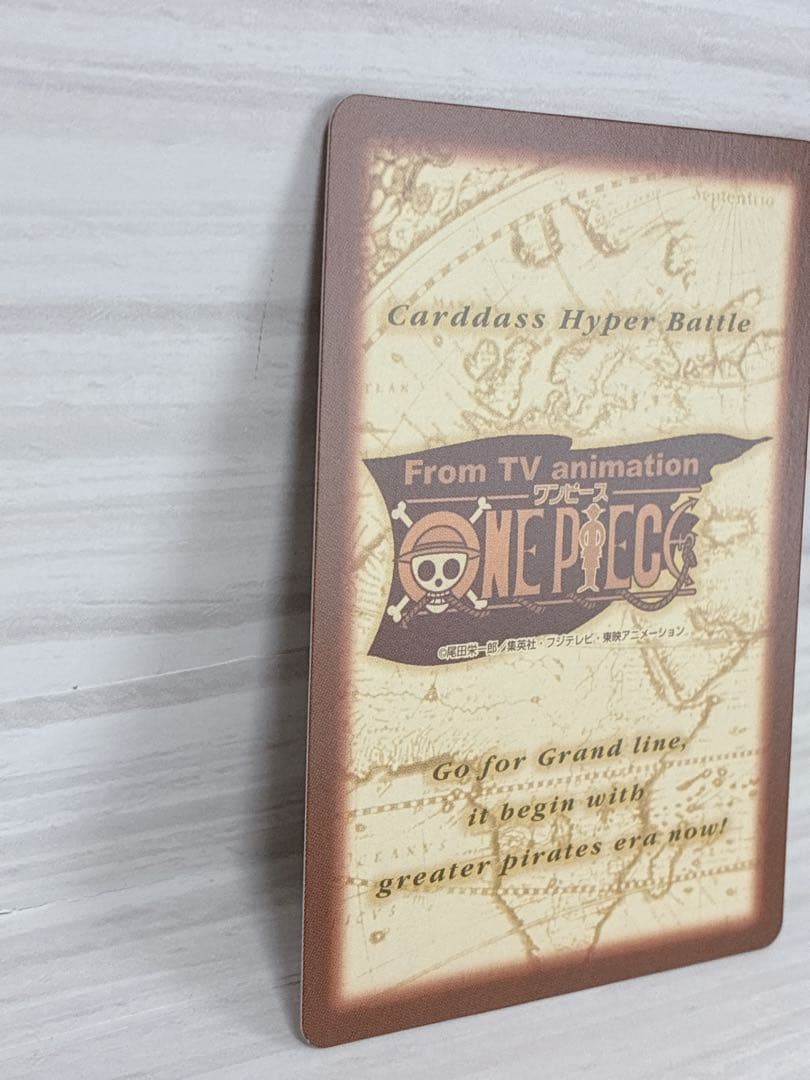 Septentrio
Carddass Hyper Battle
From TV animation
ワンピース
ONE PIECE
©尾田栄一郎／集英社・フジテレビ・東映アニメーション
Go for Grand line,
it begin with
greater pirates era now!